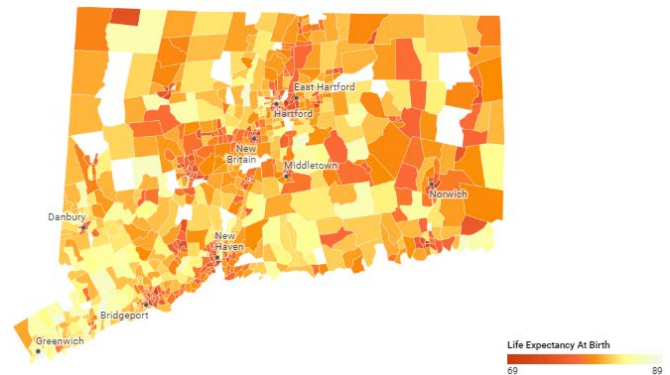 East Hartford
Hartford
New
Britain
Middletown
Norwich
Danbury
New
Haven
Bridgeport
Greenwich
Life Expectancy At Birth
69 89